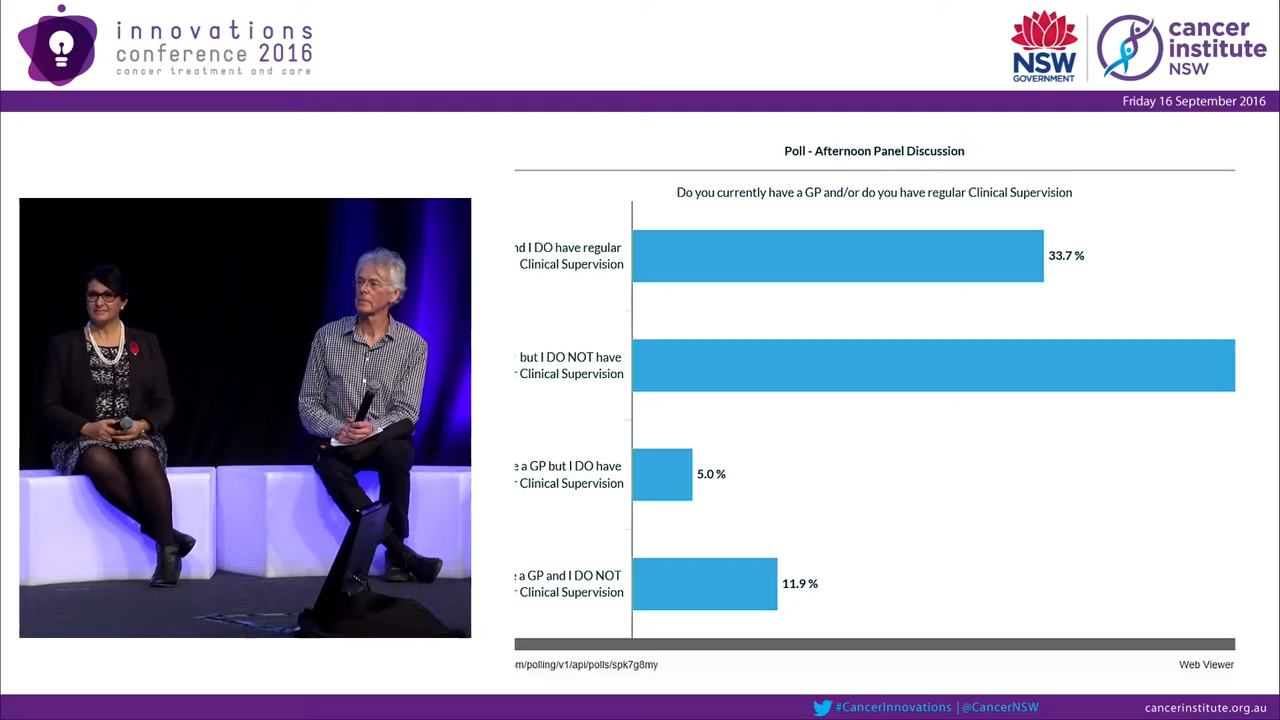 innovations
conference 2016
cancer treatment and care
NSW
GOVERNMENT
cancer
institute
NSW
Friday 16 September 2016
Poll - Afternoon Panel Discussion
Do you currently have a GP and/or do you have regular Clinical Supervision
nd I DO have regular
Clinical Supervision
33.7 %
but I DO NOT have
Clinical Supervision
e a GP but I DO have
Clinical Supervision
5.0 %
a GP and I DO NOT
Clinical Supervision
11.9 %
m/polling/v1/api/polls/spk7g8my
Web Viewer
#CancerInnovations | @CancerNSW
cancerinstitute.org.au